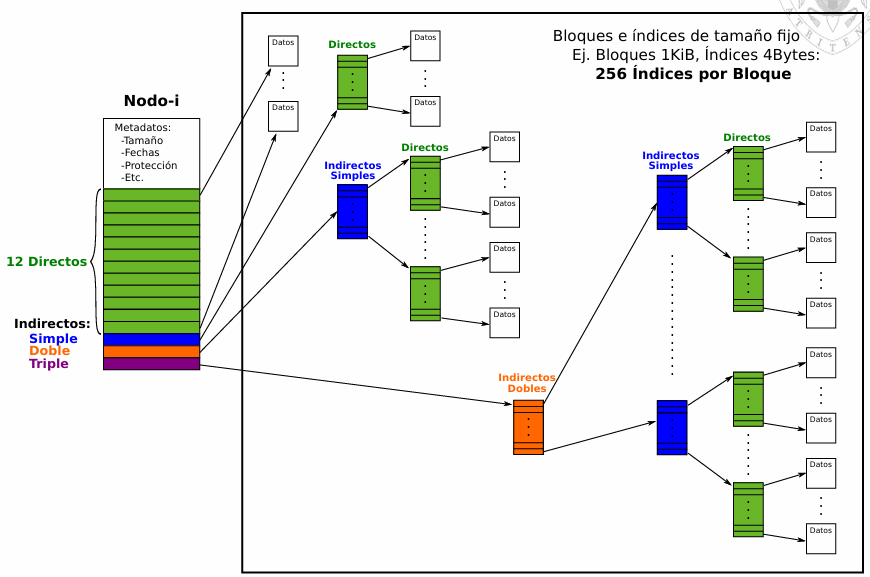 Bloques e índices de tamaño fijo
Ej. Bloques 1KiB, Índices 4Bytes:
256 Índices por Bloque
Nodo-i
Metadatos:
-Tamaño
-Fechas
-Protección
-Etc.
12 Directos
Indirectos:
Simple
Doble
Triple
Datos
Datos
Directos
Datos
Datos
Indirectos
Simples
Directos
Datos
Datos
Datos
Datos
Indirectos
Dobles
Indirectos
Simples
Directos
Datos
Datos
Datos
Datos
Datos
Datos
Datos
Datos